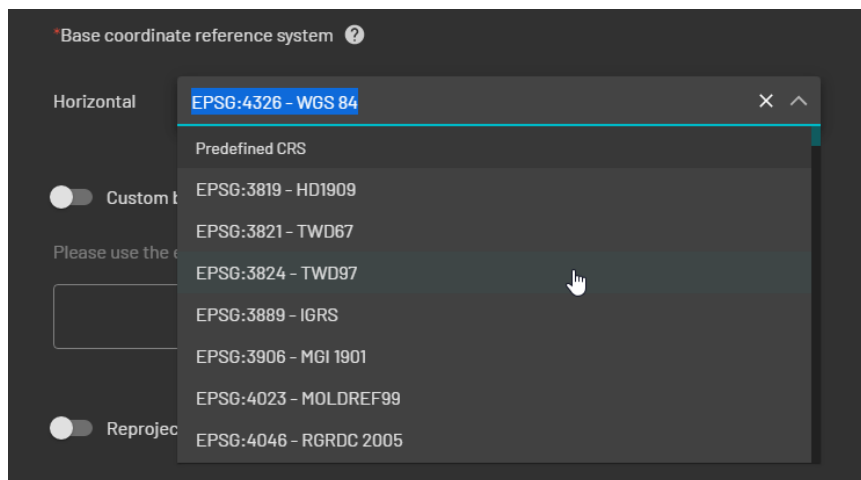 *Base coordinate reference system ?
Horizontal
EPSG:4326 - WGS 84
Predefined CRS
EPSG:3819 - HD1909
Custom
EPSG:3821 - TWD67
Please use the
EPSG:3824 - TWD97
EPSG:3889 - IGRS
EPSG:3906 - MGI 1901
EPSG:4023 - MOLDREF99
Reprojec
EPSG:4046 - RGRDC 2005